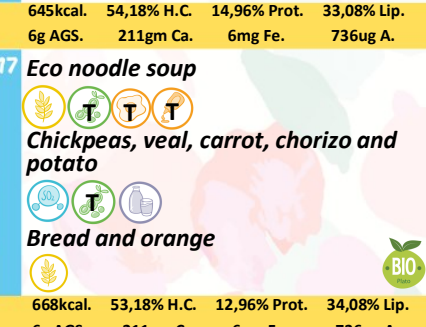 645kcal. 54,18% H.C. 14,96% Prot. 33,08% Lip.
6g AGS. 211gm Ca. 6mg Fe. 736ug A.
17
Eco noodle soup
T T T
Chickpeas, veal, carrot, chorizo and
potato
SO₂ T
Bread and orange
BIO
Plato
668kcal. 53,18% H.C. 12,96% Prot. 34,08% Lip.